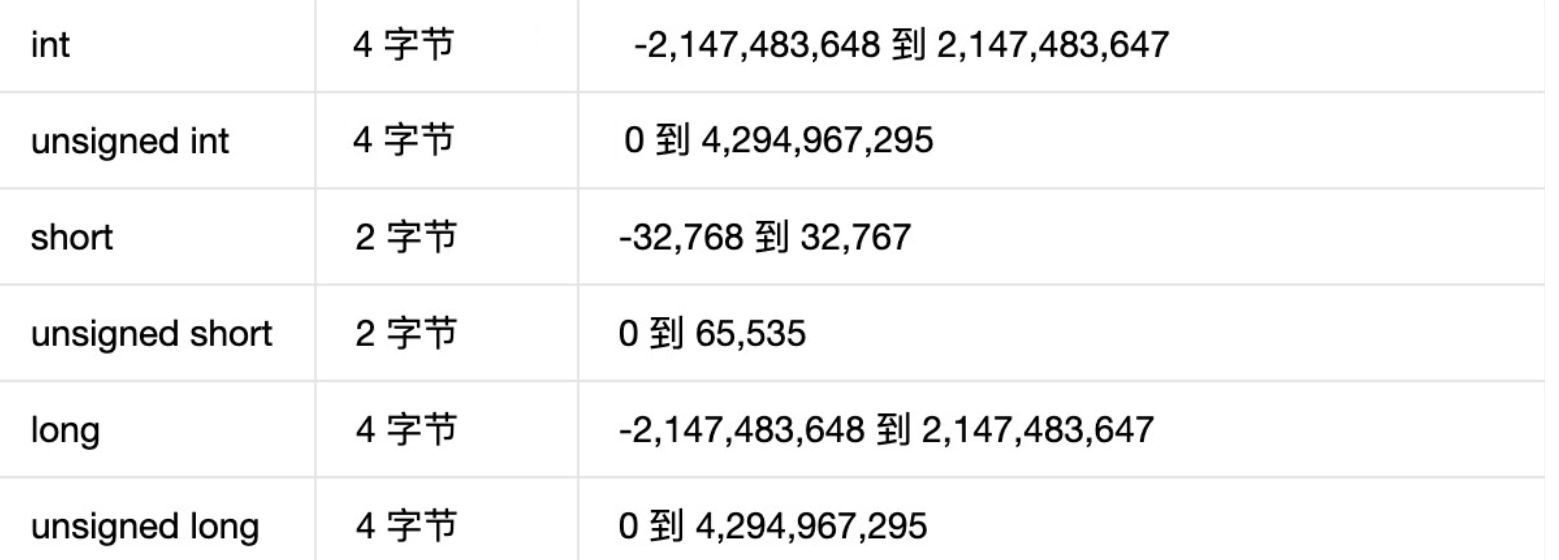 int 4 字节 -2,147,483,648 到 2,147,483,647
unsigned int 4 字节 0 到 4,294,967,295
short 2 字节 -32,768 到 32,767
unsigned short 2 字节 0 到 65,535
long 4 字节 -2,147,483,648 到 2,147,483,647
unsigned long 4 字节 0 到 4,294,967,295